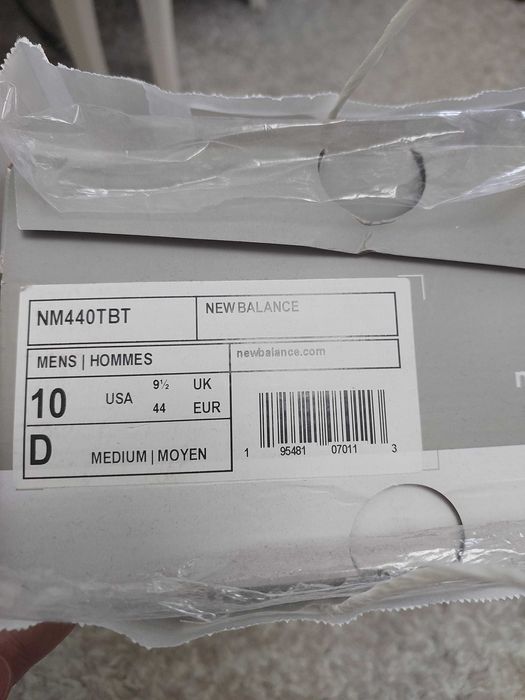 NM440TBT
NEW BALANCE
MENS | HOMMES
newbalance.com
10 USA 9½ UK
44 EUR
D MEDIUM | MOYEN
1 95481 07011 3